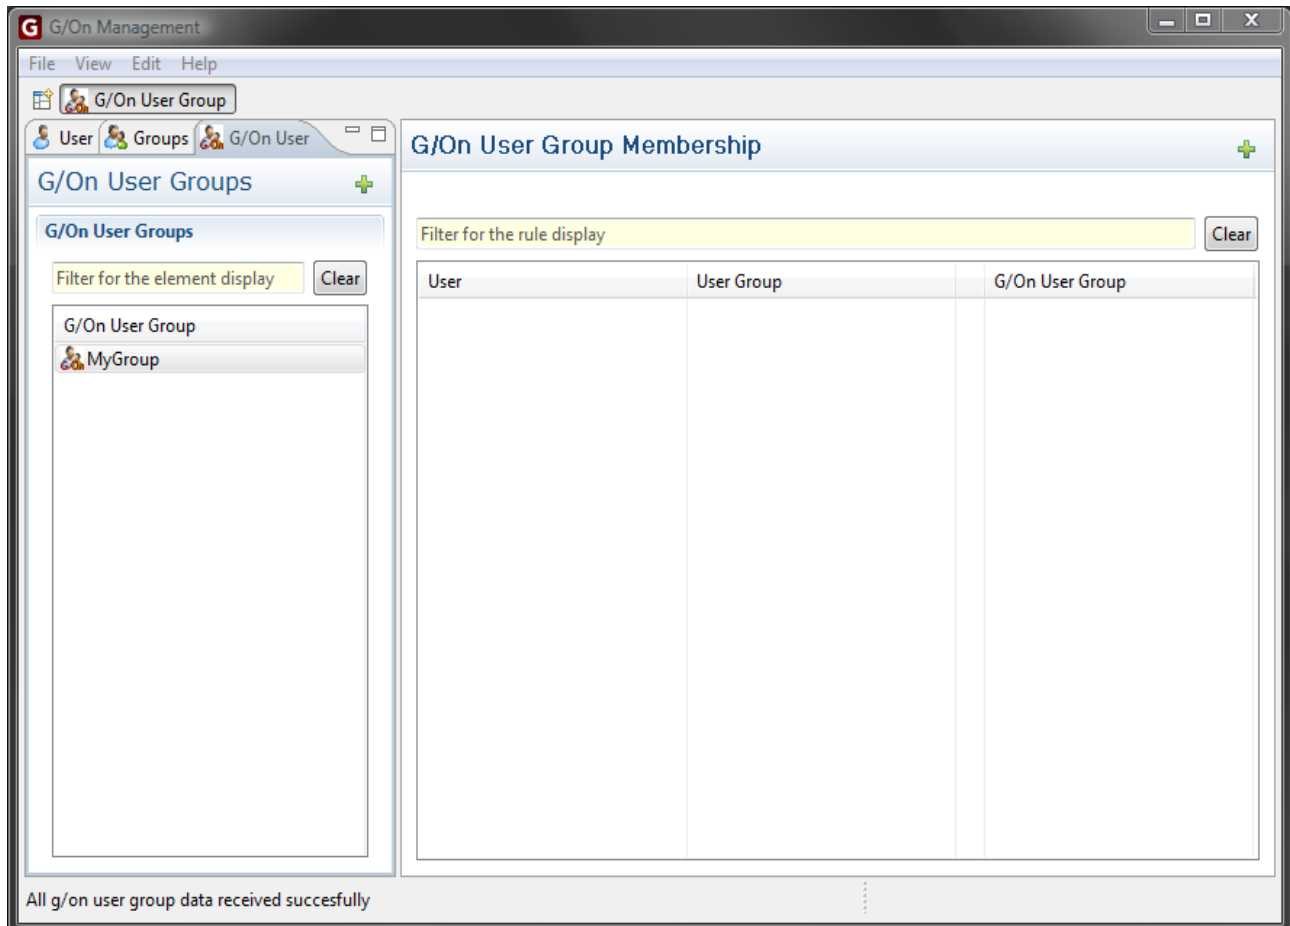 G G/On Management
File View Edit Help
G/On User Group
User Groups G/On User
G/On User Groups
G/On User Groups
Filter for the element display Clear
G/On User Group
MyGroup
G/On User Group Membership
Filter for the rule display Clear
User User Group G/On User Group
All g/on user group data received succesfully